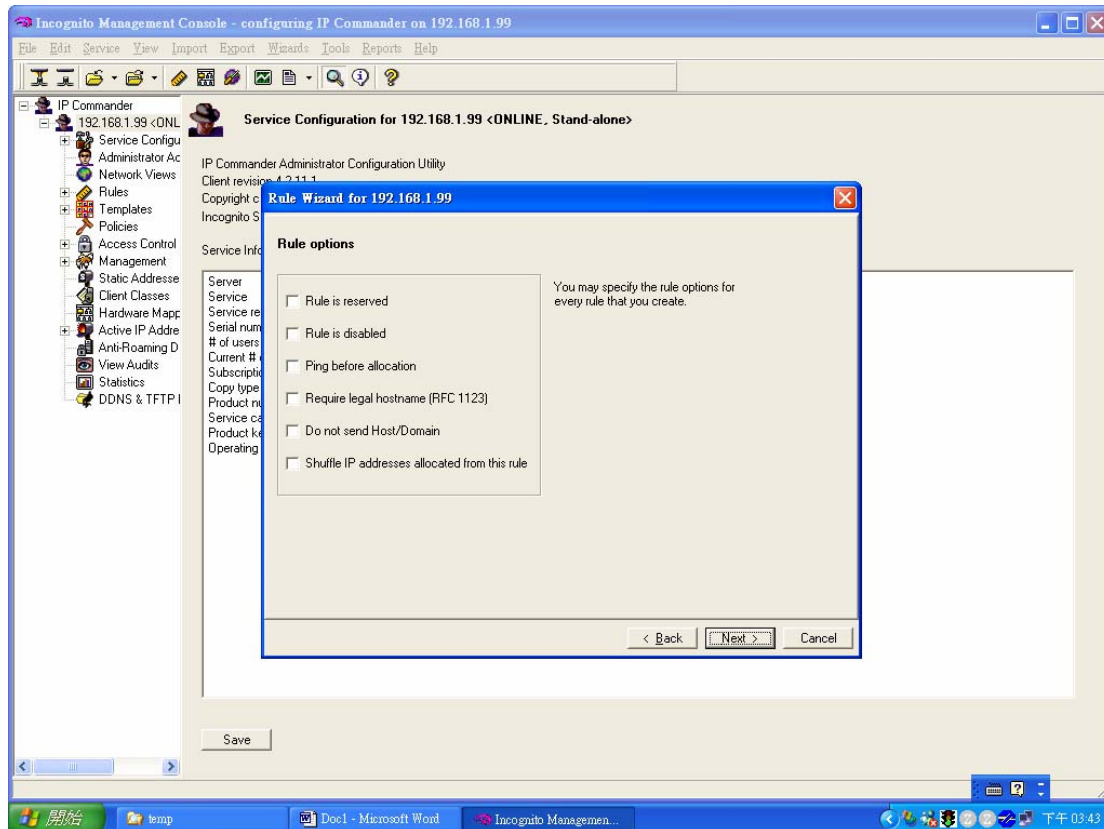 Incognito Management Console - configuring IP Commander on 192.168.1.99
File Edit Service View Import Export Wizards Tools Reports Help
IP Commander
192.168.1.99 <ONL
Service Configu
Administrator Ac
Network Views
Rules
Templates
Policies
Access Control
Management
Static Addresse
Client Classes
Hardware Mapp
Active IP Addre
Anti-Roaming D
View Audits
Statistics
DDNS & TFTP
Service Configuration for 192.168.1.99 <ONLINE, Stand-alone>
IP Commander Administrator Configuration Utility
Client revision 4.2.11.1
Copyright c
Incognito S
Service Info
Server
Service
Service re
Serial num
# of users
Current #
Subscriptio
Copy type
Product nu
Service ca
Product ke
Operating
Rule Wizard for 192.168.1.99
Rule options
Rule is reserved
Rule is disabled
Ping before allocation
Require legal hostname (RFC 1123)
Do not send Host/Domain
Shuffle IP addresses allocated from this rule
You may specify the rule options for
every rule that you create.
< Back Next > Cancel
Save
開始 temp Doc1 - Microsoft Word Incognito Managemen... 下午 03:43